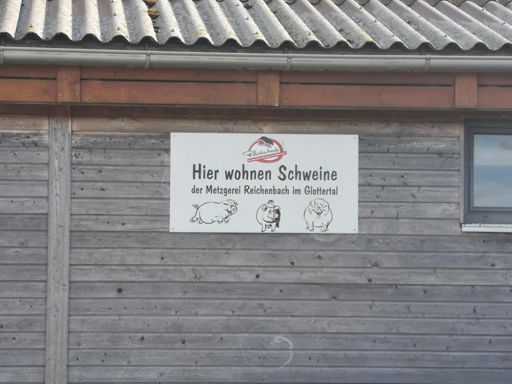 Hier wohnen Schweine
der Metzgerei Reichenbach im Glottertal